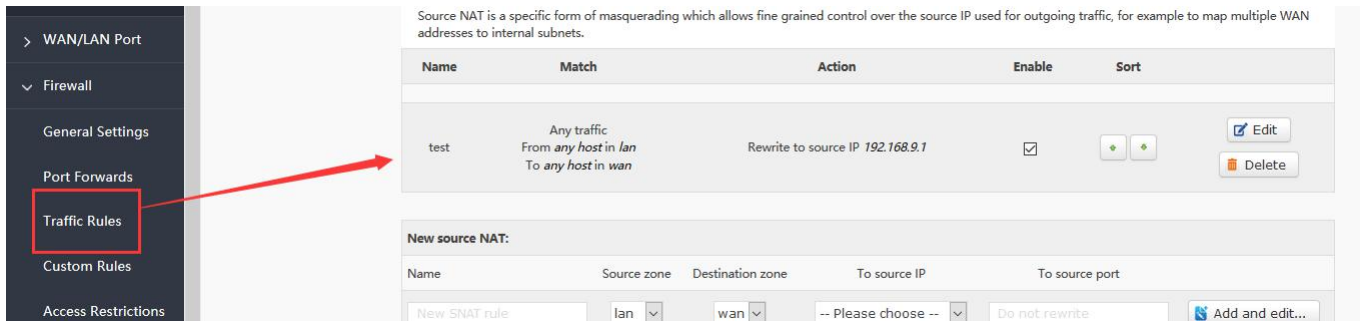 WAN/LAN Port
Firewall
General Settings
Port Forwards
Traffic Rules
Custom Rules
Access Restrictions
Source NAT is a specific form of masquerading which allows fine grained control over the source IP used for outgoing traffic, for example to map multiple WAN
addresses to internal subnets.
Name Match Action Enable Sort
test
Any traffic
From any host in lan
To any host in wan
Rewrite to source IP 192.168.9.1
Edit
Delete
New source NAT:
Name Source zone Destination zone To source IP To source port
New SNAT rule lan wan -- Please choose -- Do not rewrite Add and edit...